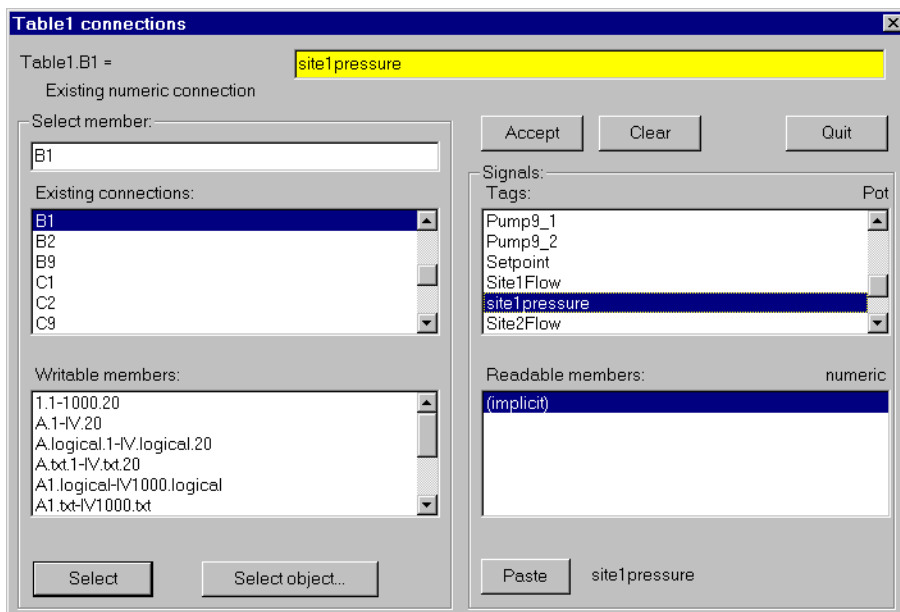 Table1 connections
Table1.B1 =
site1pressure
Existing numeric connection
Select member:
B1
Existing connections:
B1
B2
B9
C1
C2
C9
Writable members:
1.1-1000.20
A.1-IV.20
A.logical.1-IV.logical.20
A.txt.1-IV.txt.20
A1.logical-IV1000.logical
A1.txt-IV1000.txt
Select
Select object...
Accept
Clear
Quit
Signals:
Tags:
Pot
Pump9_1
Pump9_2
Setpoint
Site1Flow
site1pressure
Site2Flow
Readable members:
numeric
(implicit)
Paste
site1pressure